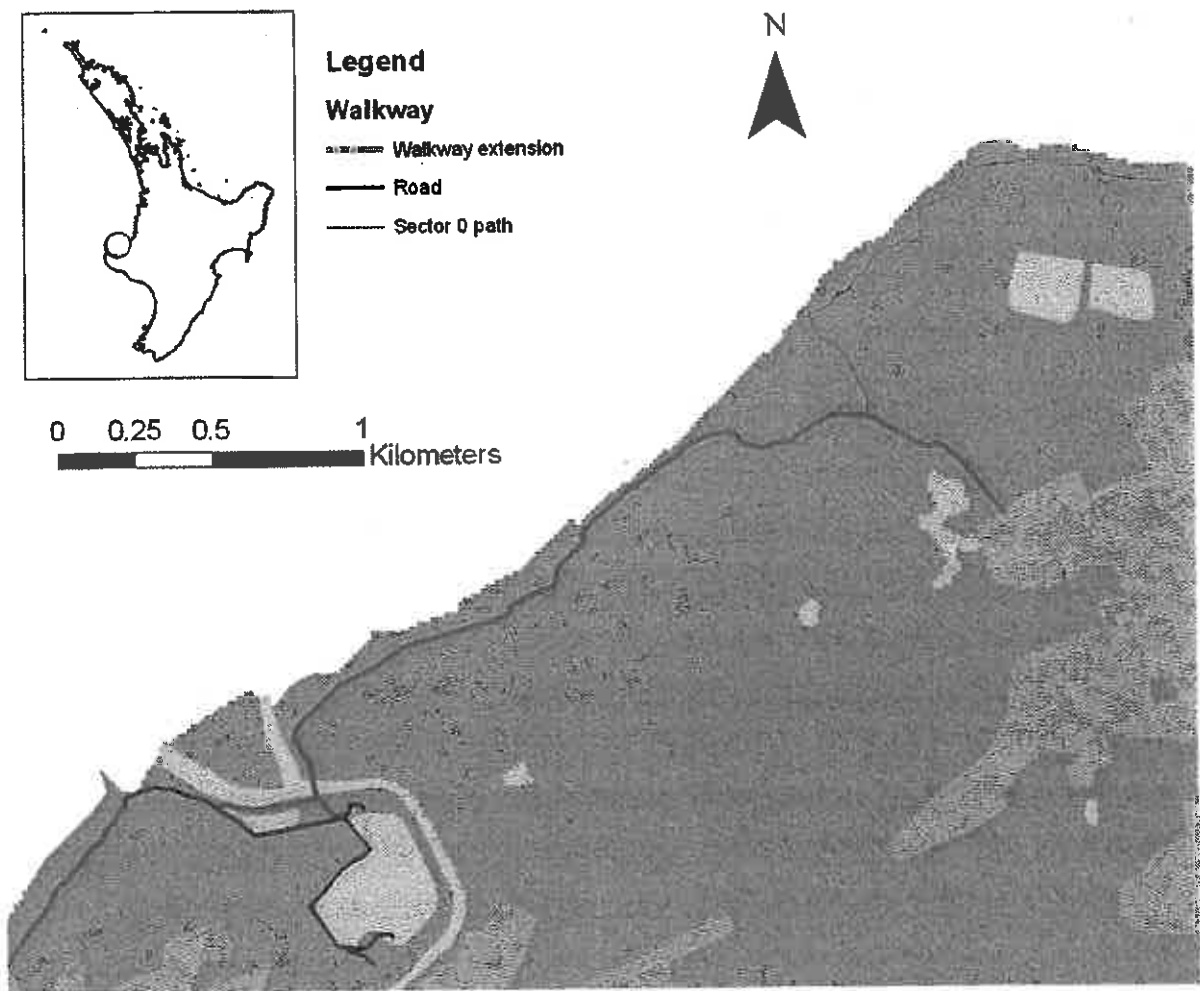 N
Legend
Walkway
Walkway extension
Road
Sector 0 path
0 0.25 0.5 1
Kilometers